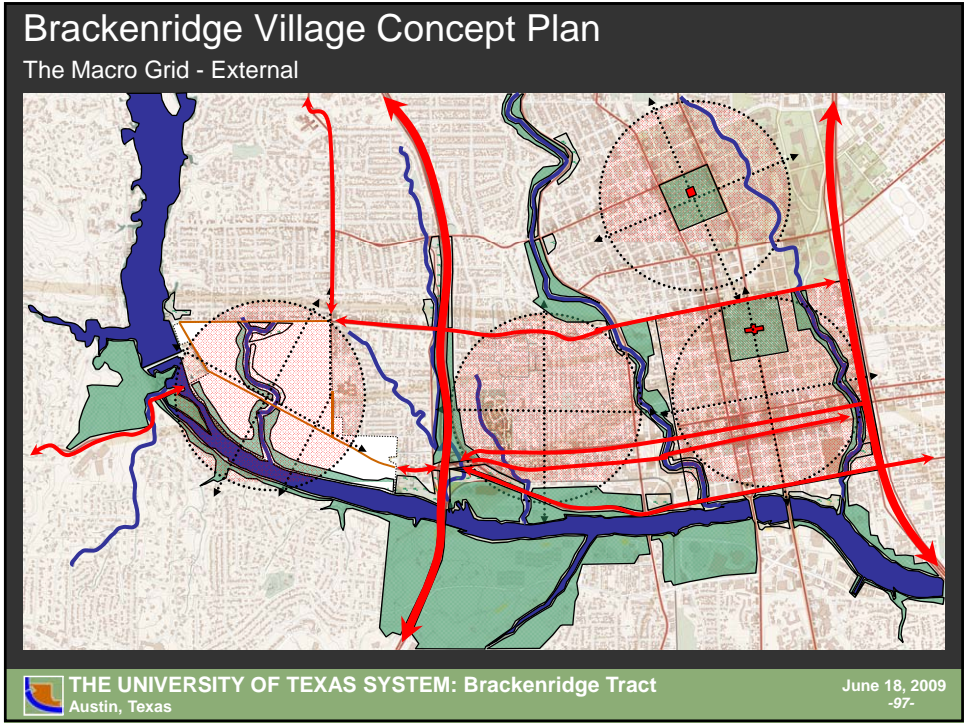 Brackenridge Village Concept Plan
The Macro Grid - External
THE UNIVERSITY OF TEXAS SYSTEM: Brackenridge Tract
Austin, Texas
June 18, 2009
-97-